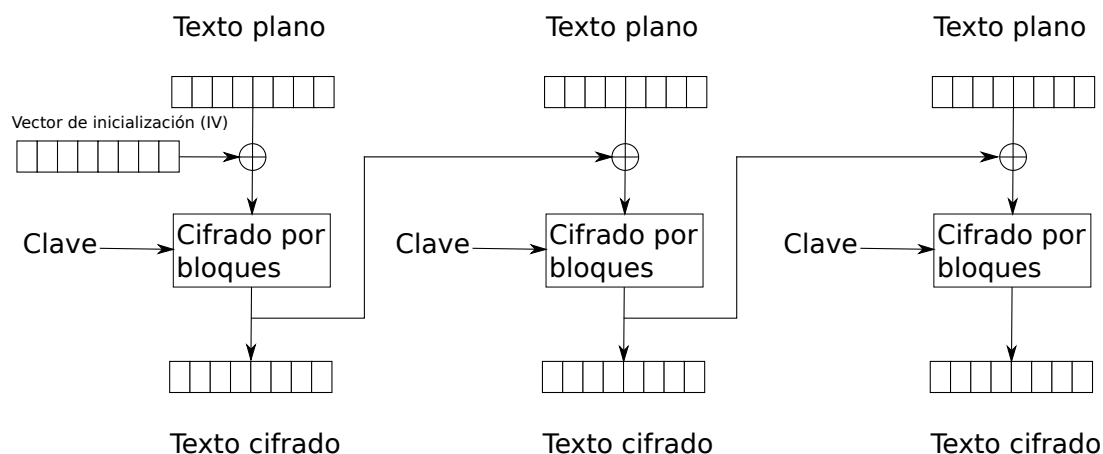 Texto plano
Texto plano
Texto plano
Vector de inicialización (IV)
Clave
Cifrado por
bloques
Clave
Cifrado por
bloques
Clave
Cifrado por
bloques
Texto cifrado
Texto cifrado
Texto cifrado